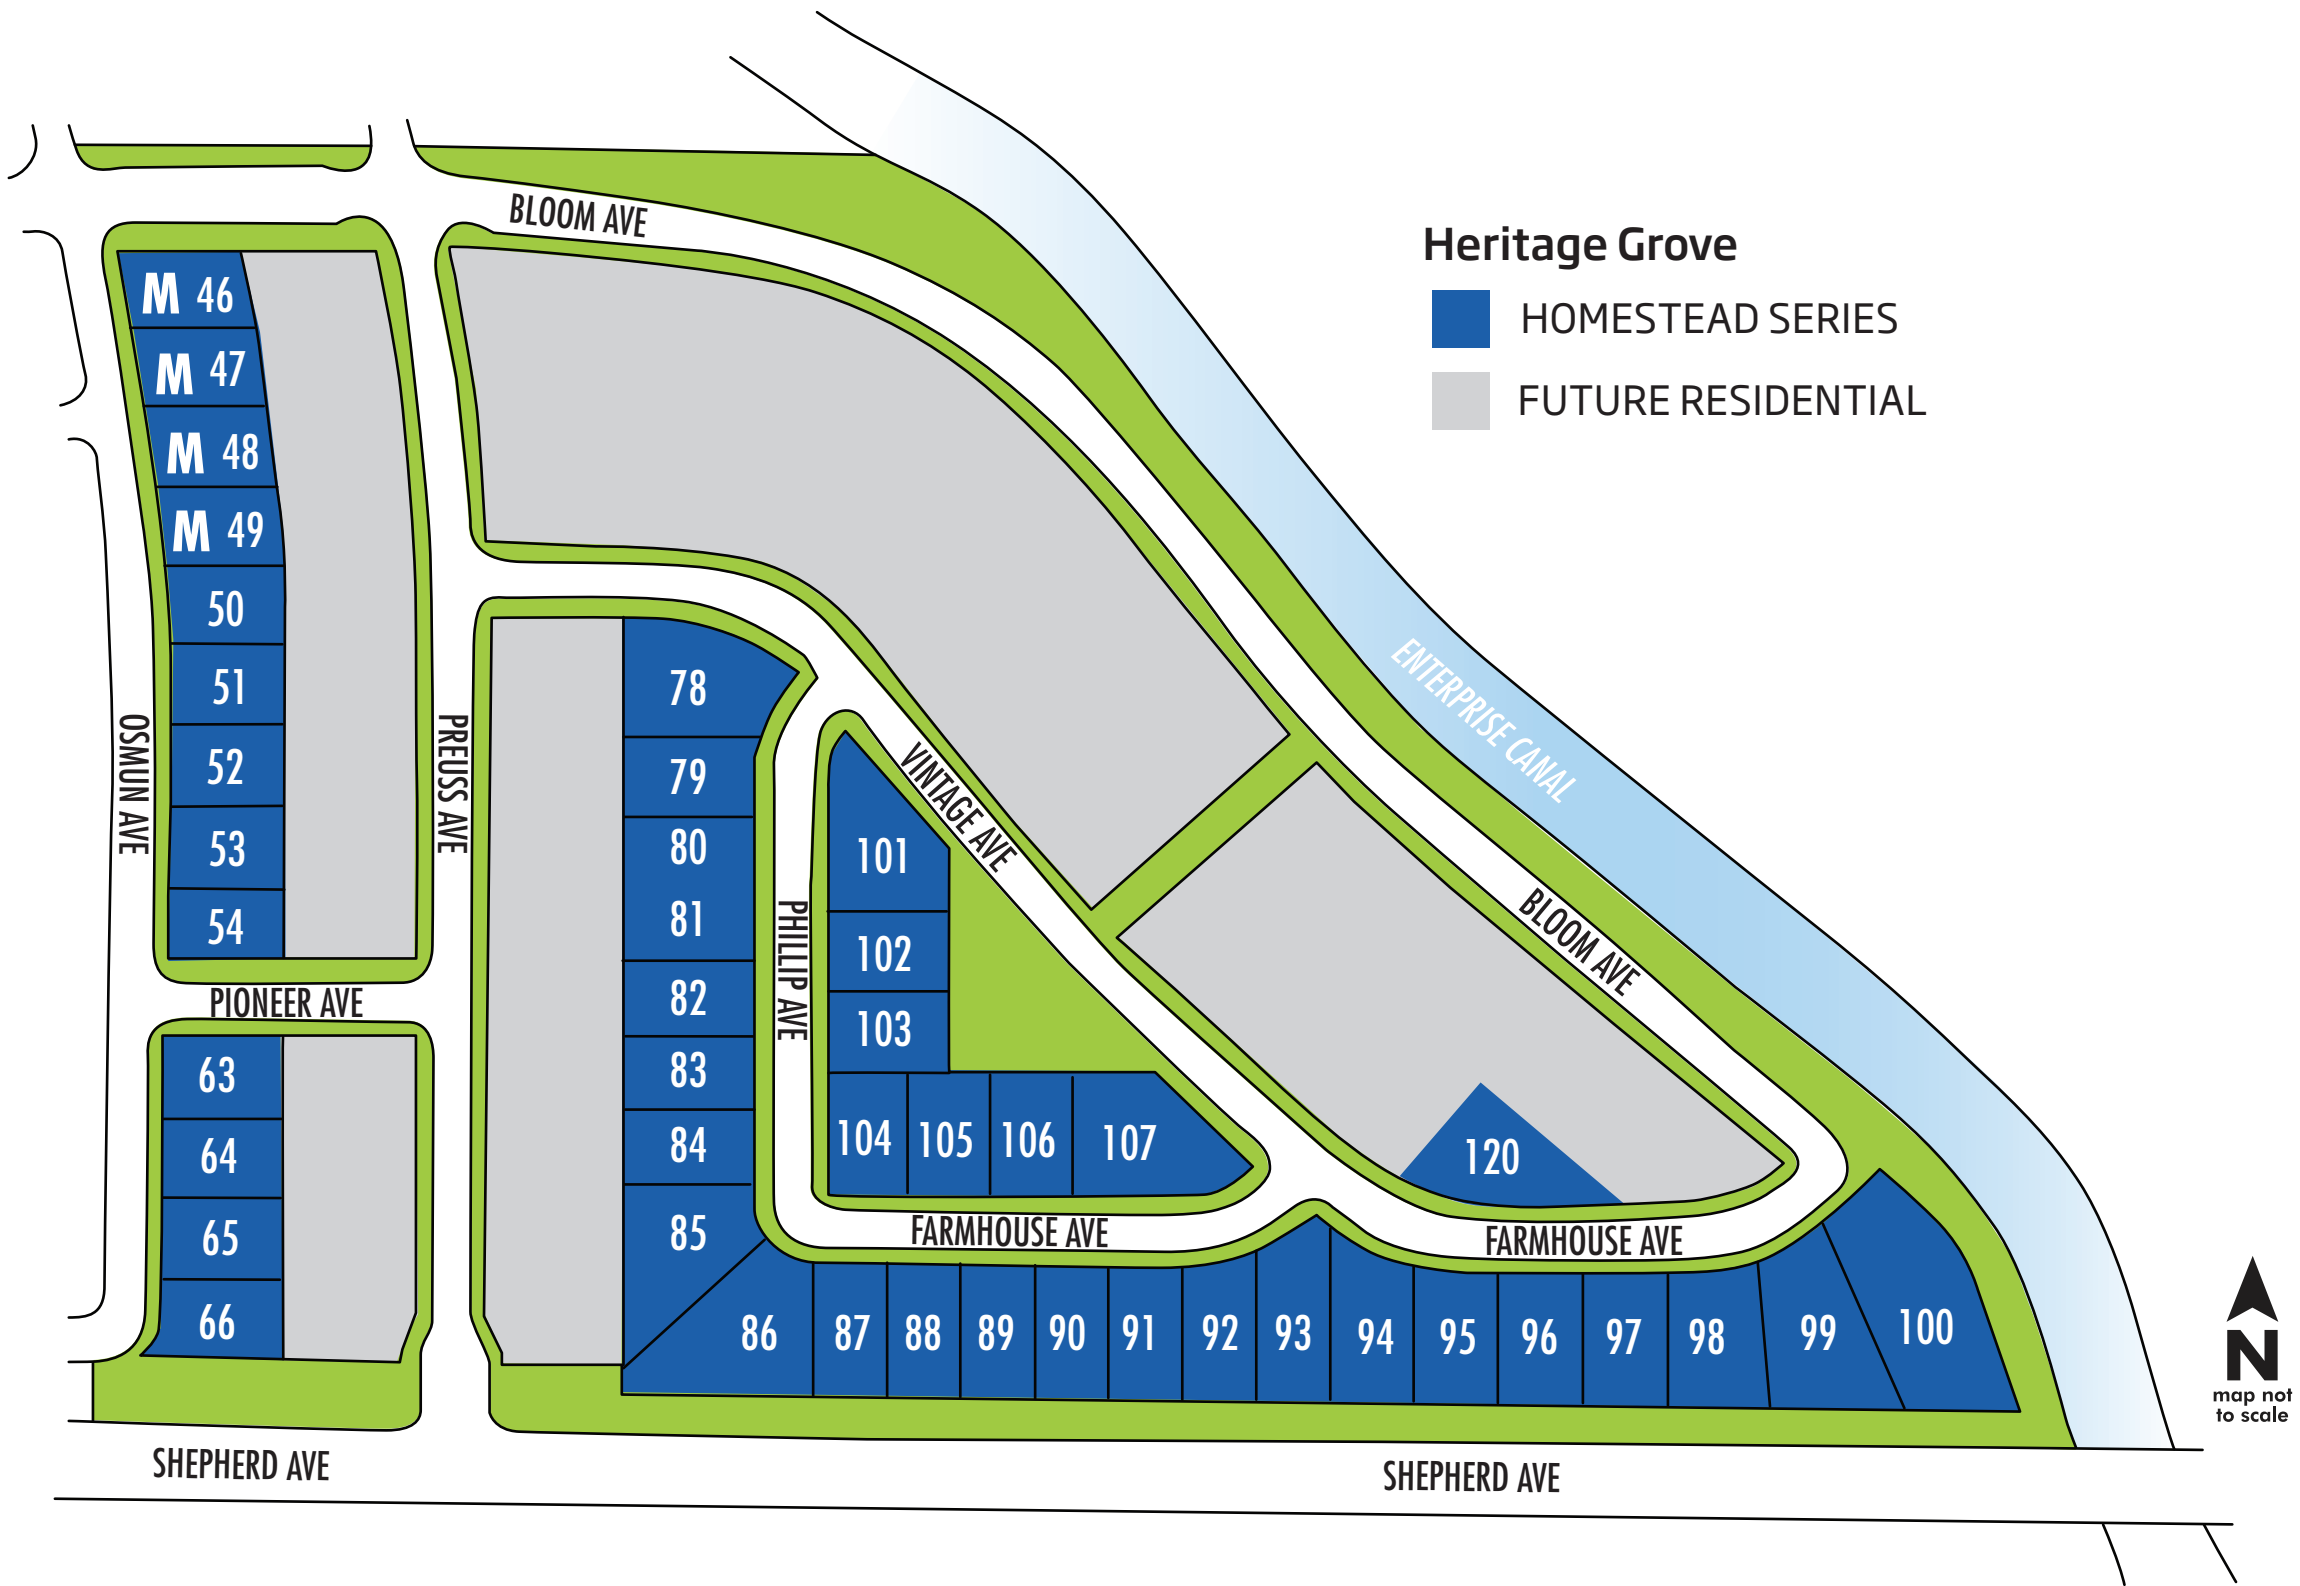 BLOOM AVE
Heritage Grove
HOMESTEAD SERIES
FUTURE RESIDENTIAL
M 46
M 47
M 48
M 49
50
51
52
53
54
OSMUN AVE
PREUSS AVE
PIONEER AVE
63
64
65
66
78
79
80
81
82
83
84
85
PHILLIP AVE
VINTAGE AVE
101
102
103
104
105
106
107
ENTERPRISE CANAL
BLOOM AVE
120
FARMHOUSE AVE
FARMHOUSE AVE
86
87
88
89
90
91
92
93
94
95
96
97
98
99
100
N
map not
to scale
SHEPHERD AVE
SHEPHERD AVE